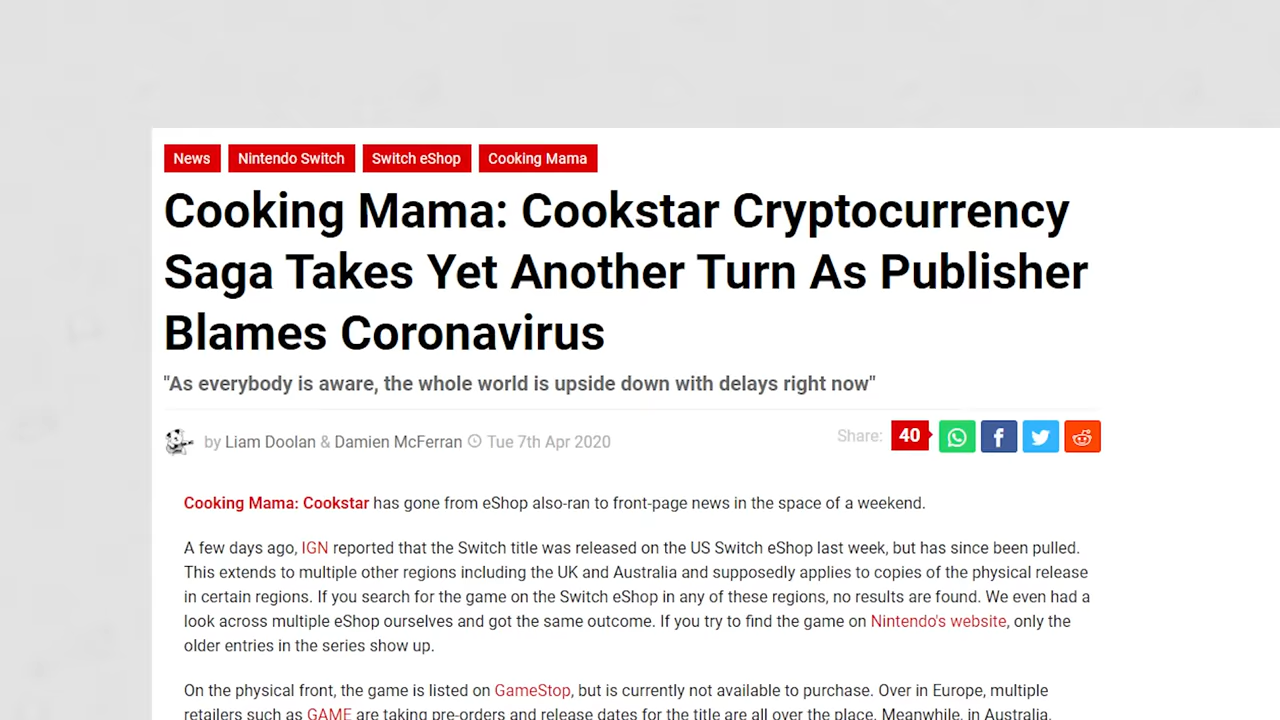 News Nintendo Switch Switch eShop Cooking Mama
Cooking Mama: Cookstar Cryptocurrency
Saga Takes Yet Another Turn As Publisher
Blames Coronavirus
"As everybody is aware, the whole world is upside down with delays right now"
by Liam Doolan & Damien McFerran Tue 7th Apr 2020 Share: 40
Cooking Mama: Cookstar has gone from eShop also-ran to front-page news in the space of a weekend.
A few days ago, IGN reported that the Switch title was released on the US Switch eShop last week, but has since been pulled.
This extends to multiple other regions including the UK and Australia and supposedly applies to copies of the physical release
in certain regions. If you search for the game on the Switch eShop in any of these regions, no results are found. We even had a
look across multiple eShop ourselves and got the same outcome. If you try to find the game on Nintendo's website, only the
older entries in the series show up.
On the physical front, the game is listed on GameStop, but is currently not available to purchase. Over in Europe, multiple
retailers such as GAME are taking pre-orders and release dates for the title are all over the place. Meanwhile, in Australia,